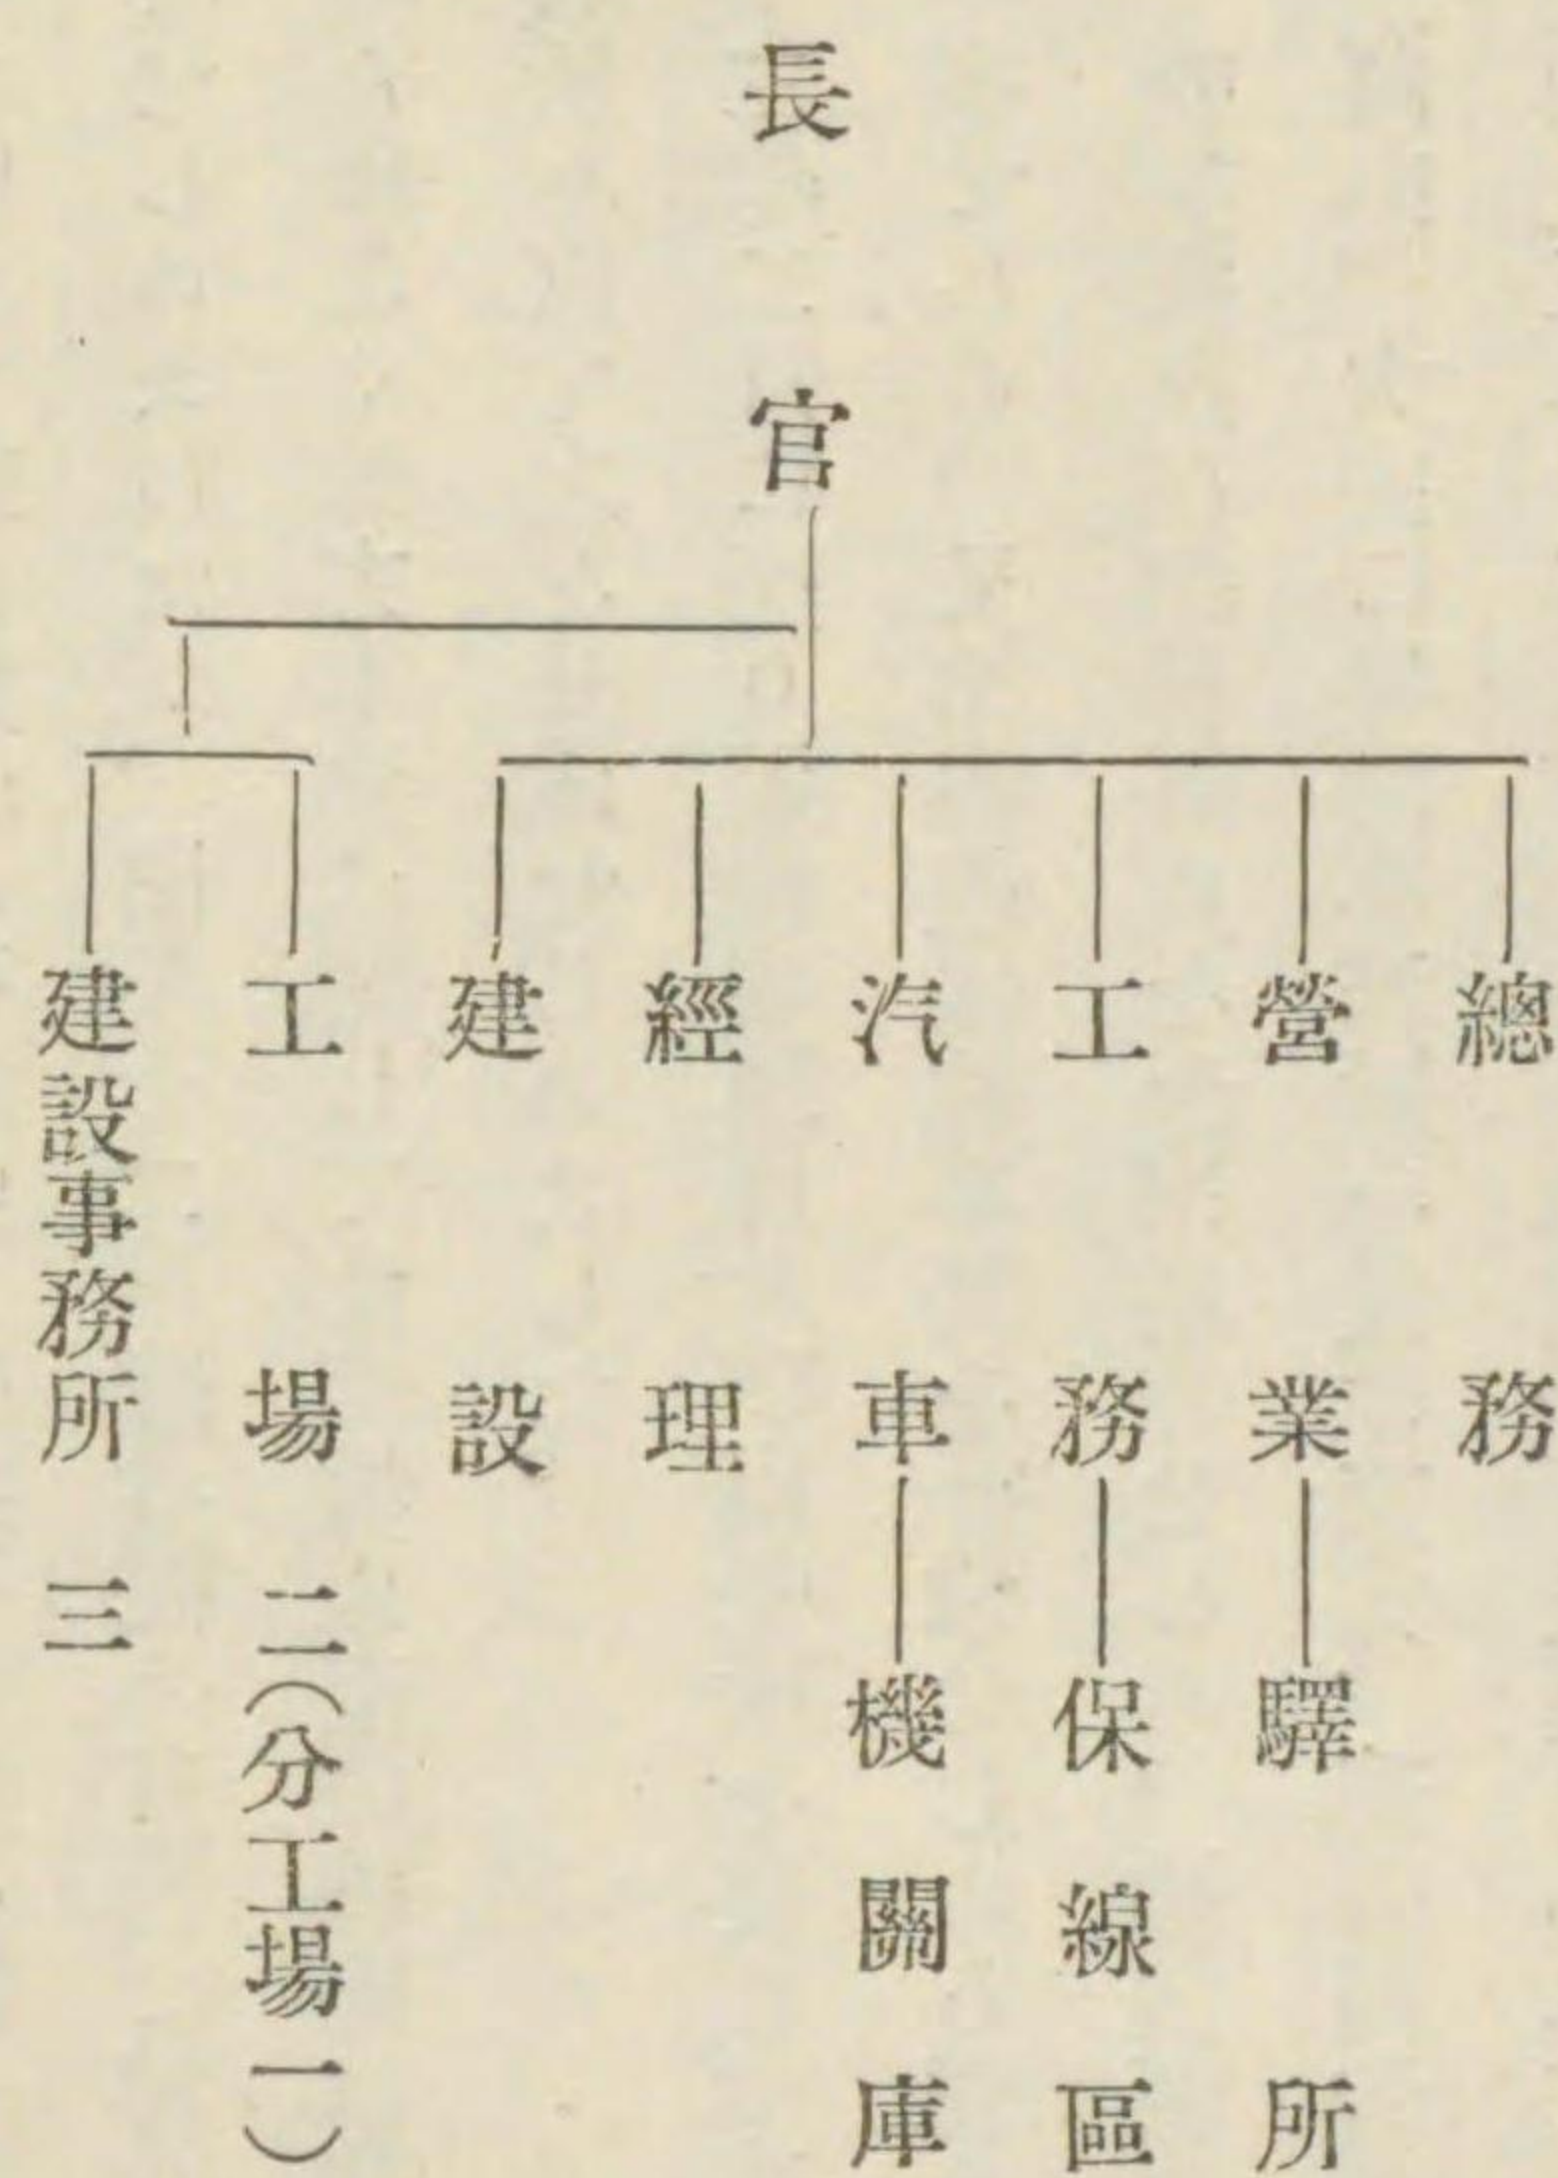 長官
總務
營業
驛所
工務
保線區
汽車
機關庫
經理
建設
工場 二(分工場一)
建設事務所 三